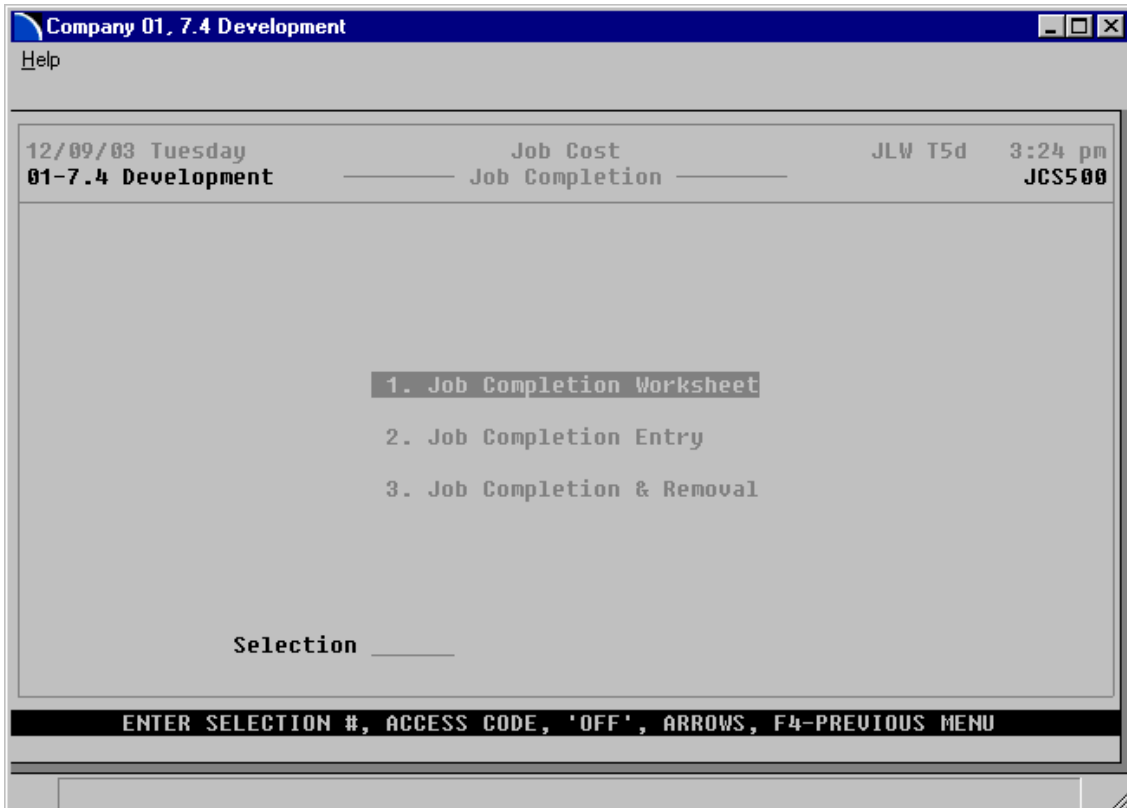 Company 01, 7.4 Development
Help
12/09/03 Tuesday Job Cost JLW T5d 3:24 pm
01-7.4 Development Job Completion JCS500
1. Job Completion Worksheet
2. Job Completion Entry
3. Job Completion & Removal
Selection ______
ENTER SELECTION #, ACCESS CODE, 'OFF', ARROWS, F4-PREVIOUS MENU